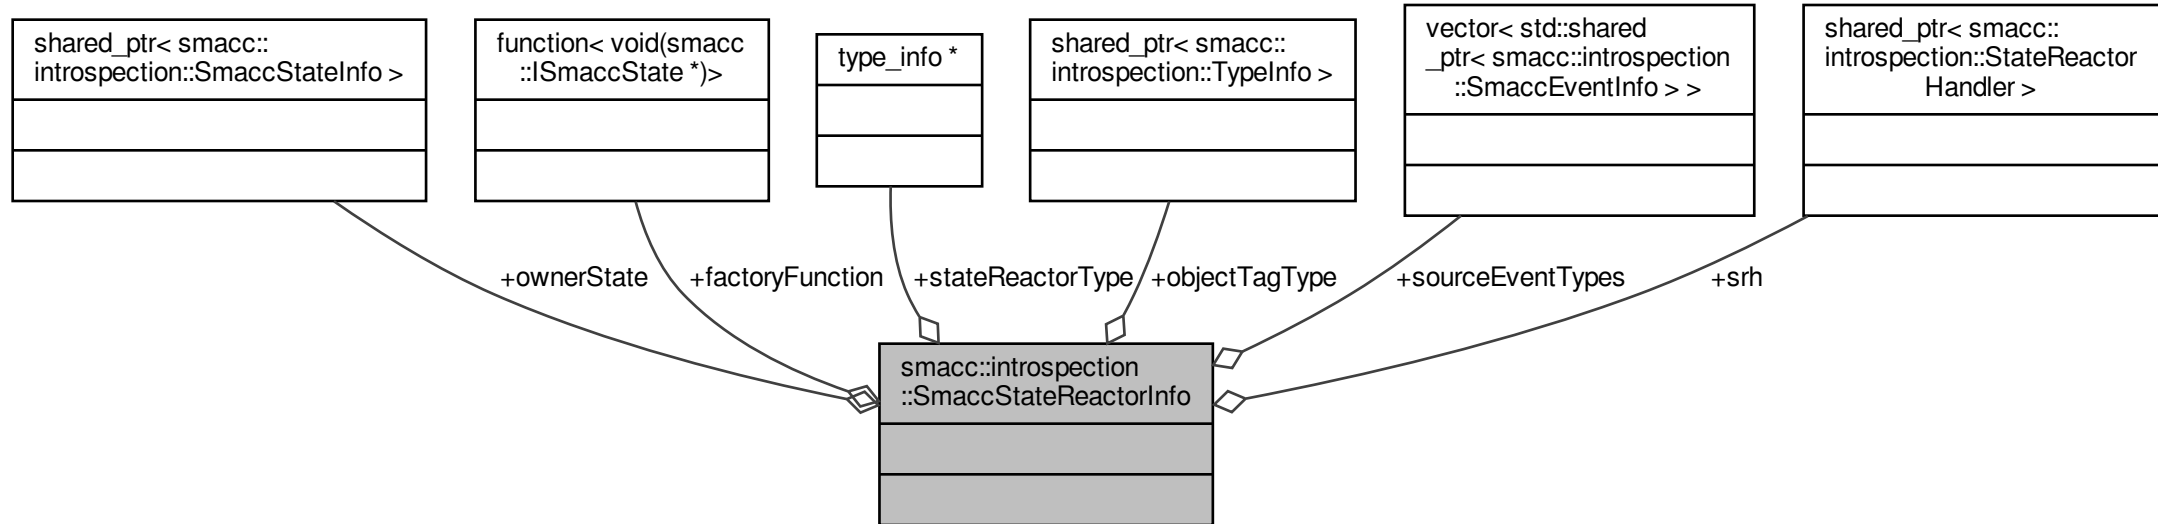 shared_ptr< smacc::
introspection::SmaccStateInfo >
function< void(smacc
::ISmaccState *)>
type_info *
shared_ptr< smacc::
introspection::TypeInfo >
vector< std::shared
_ptr< smacc::introspection
::SmaccEventInfo > >
shared_ptr< smacc::
introspection::StateReactor
Handler >
+ownerState
+factoryFunction
+stateReactorType
+objectTagType
+sourceEventTypes
+srh
smacc::introspection
::SmaccStateReactorInfo